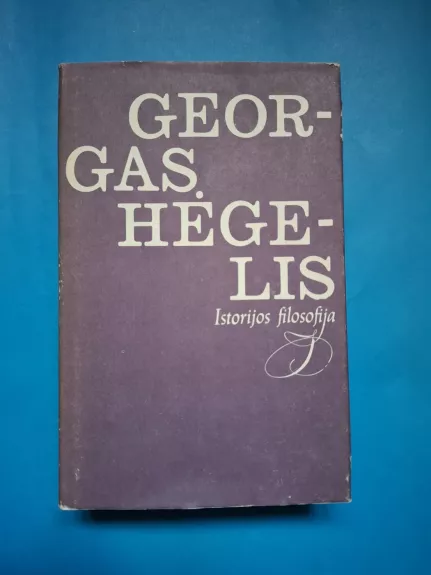 GEOR-
GAS
HĖGE-
LIS
Istorijos filosofija